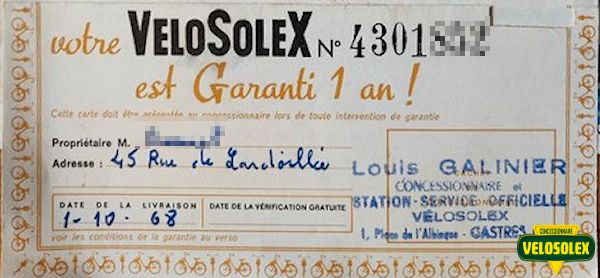 votre VELOSOLEX N° 4301
est Garanti 1 an !
Cette carte doit être présentée au concessionnaire lors de toute intervention de garantie
Propriétaire M.
Adresse : 45 Rue de
Louis GALINIER
CONCESSIONNAIRE et
STATION-SERVICE OFFICIELLE
VELOSOLEX
1, Place de l'Albinque - CASTRES
DATE DE LA LIVRAISON
1-10-68
DATE DE LA VÉRIFICATION GRATUITE
voir les conditions de la garantie au verso
CONCESSIONNAIRE
VELOSOLEX